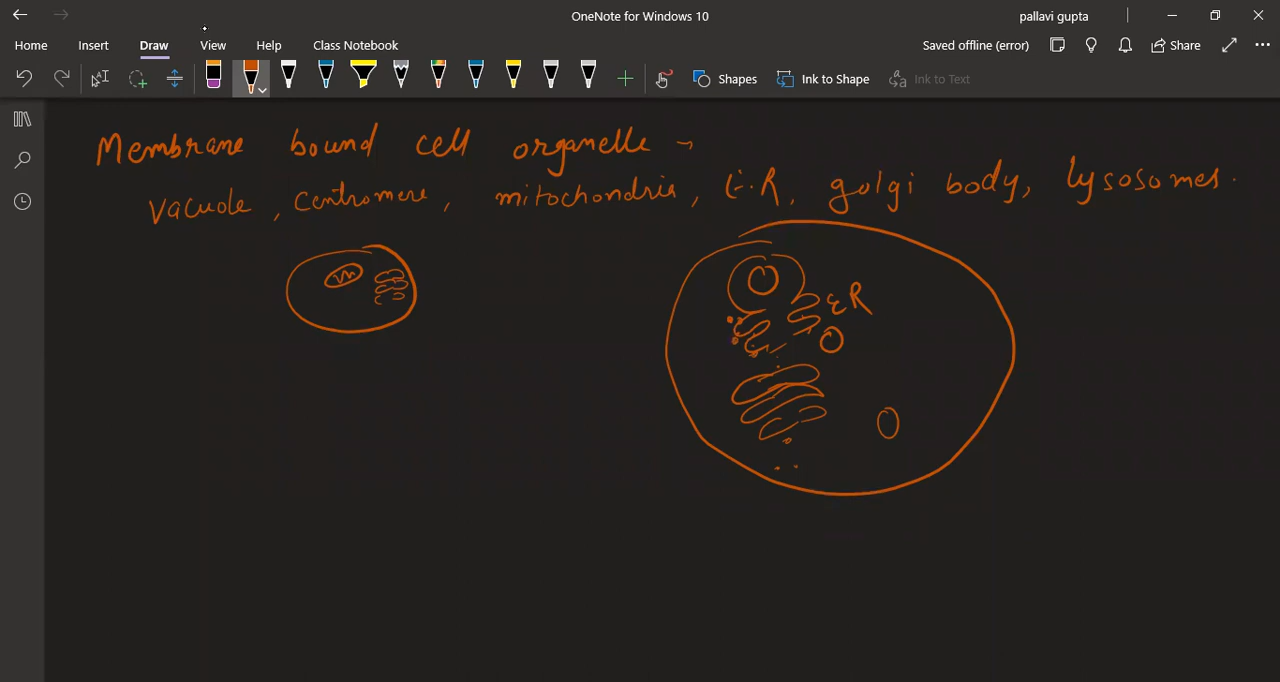 OneNote for Windows 10
pallavi gupta
Home Insert Draw View Help Class Notebook
Saved offline (error) Share
Shapes Ink to Shape Ink to Text
Membrane bound cell organelle
vacuole, centromere, mitochondria, E.R, golgi body, lysosomes.
ER